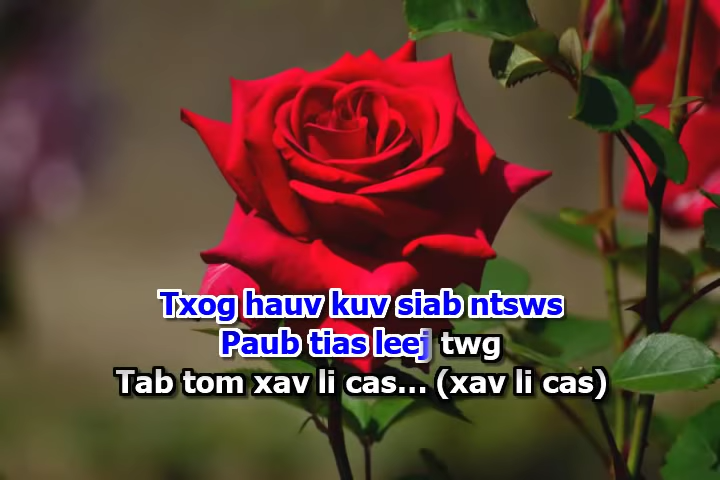 Txog hauv kuv siab ntsws
Paub tias leej twg
Tab tom xav li cas... (xav li cas)